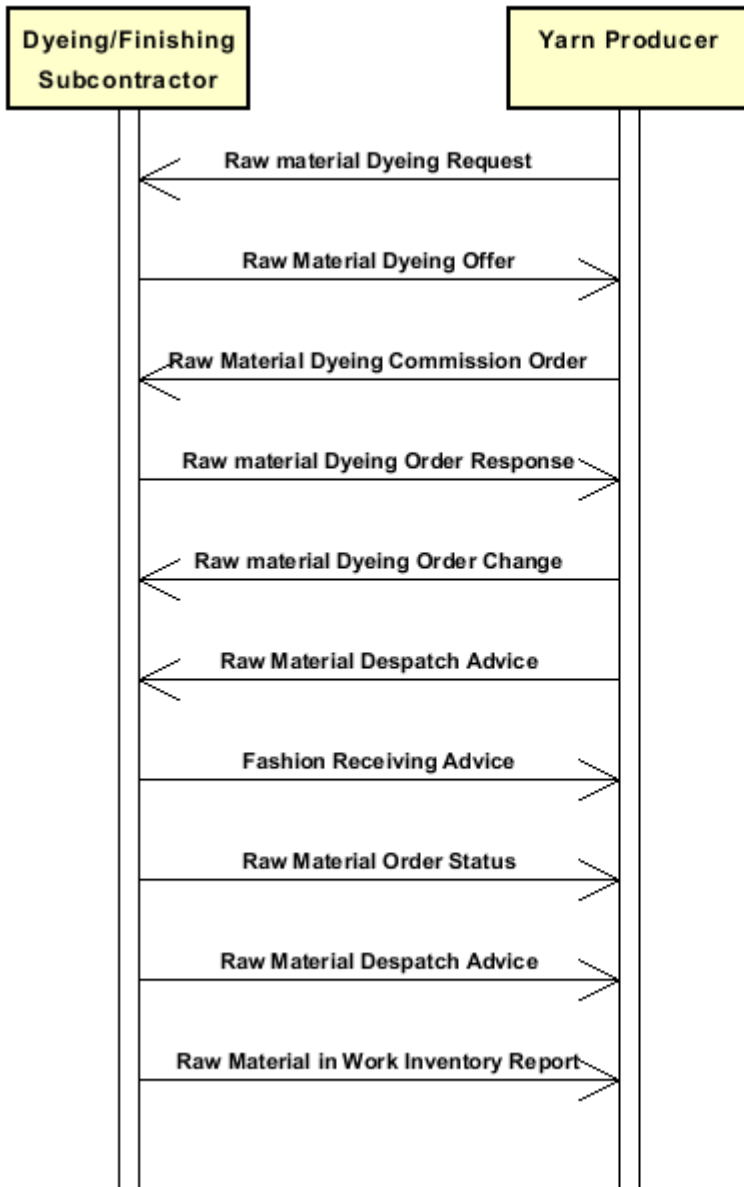 Dyeing/Finishing
Subcontractor
Yarn Producer
Raw material Dyeing Request
Raw Material Dyeing Offer
Raw Material Dyeing Commission Order
Raw material Dyeing Order Response
Raw material Dyeing Order Change
Raw Material Despatch Advice
Fashion Receiving Advice
Raw Material Order Status
Raw Material Despatch Advice
Raw Material in Work Inventory Report